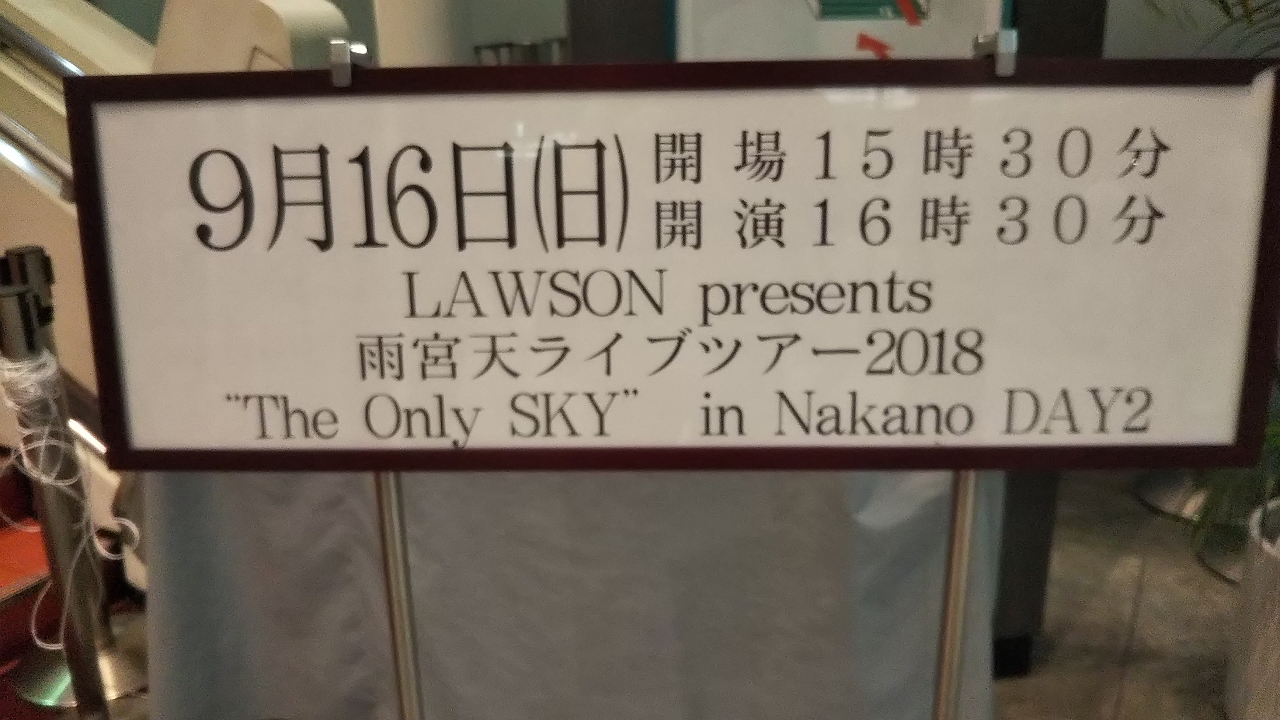 9月16日(日) 開場15時30分
開演16時30分
LAWSON presents
雨宮天ライブツアー2018
"The Only SKY" in Nakano DAY2